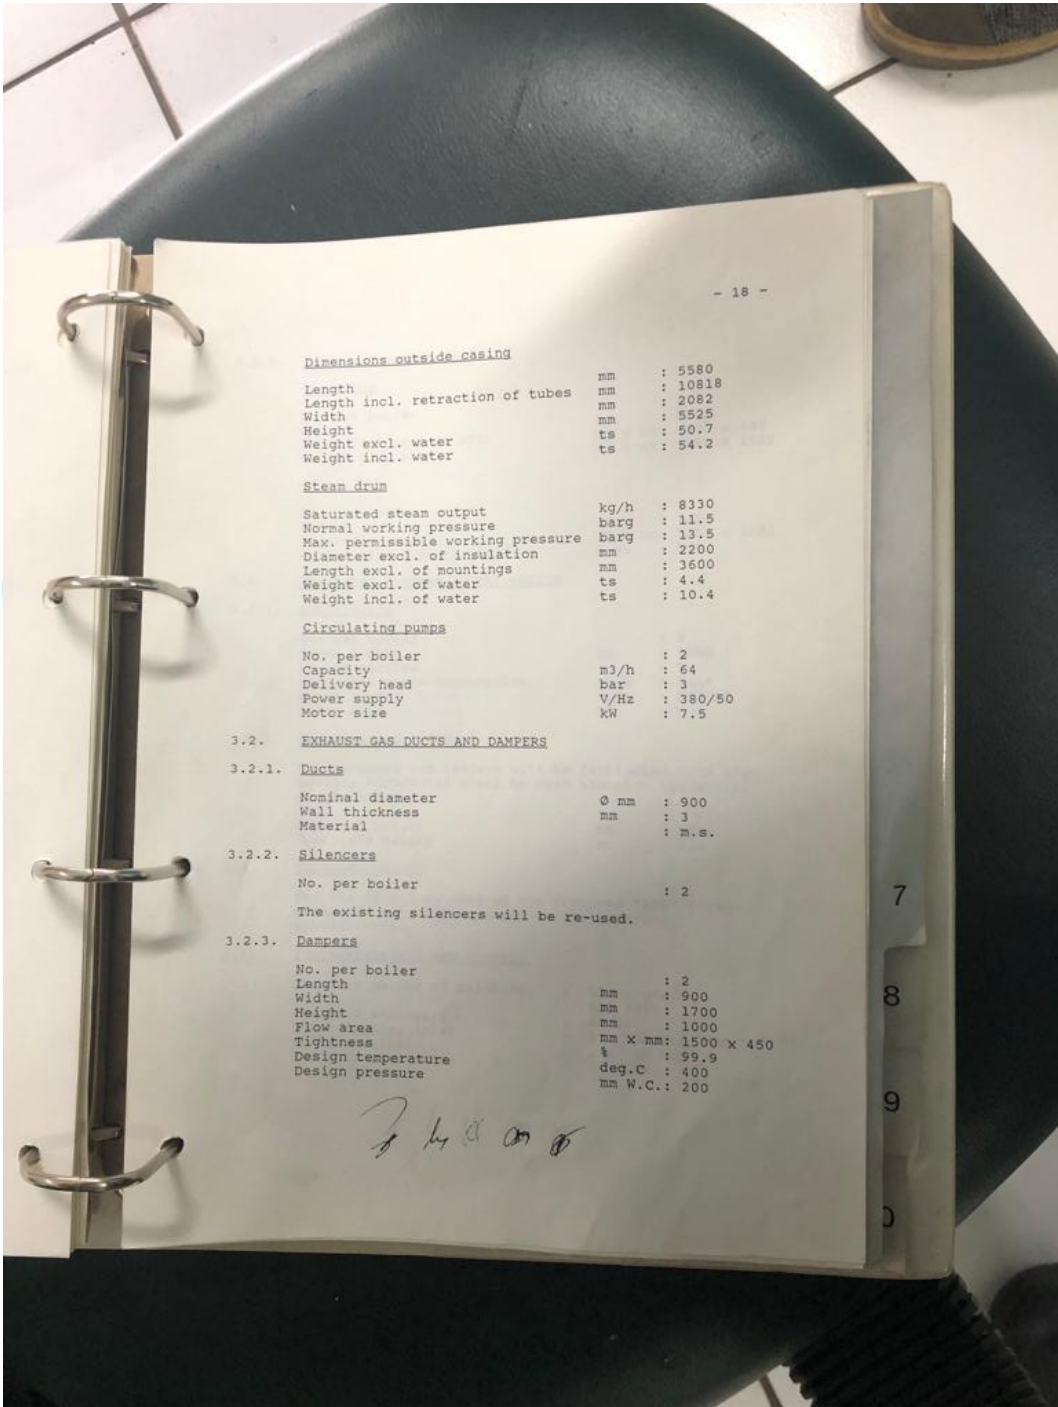 - 18 -
Dimensions outside casing
Length mm : 5580
Length incl. retraction of tubes mm : 10818
Width mm : 2082
Height mm : 5525
Weight excl. water ts : 50.7
Weight incl. water ts : 54.2
Steam drum
Saturated steam output kg/h : 8330
Normal working pressure barg : 11.5
Max. permissible working pressure barg : 13.5
Diameter excl. of insulation mm : 2200
Length excl. of mountings mm : 3600
Weight excl. of water ts : 4.4
Weight incl. of water ts : 10.4
Circulating pumps
No. per boiler : 2
Capacity m3/h : 64
Delivery head bar : 3
Power supply V/Hz : 380/50
Motor size kW : 7.5
3.2. EXHAUST GAS DUCTS AND DAMPERS
3.2.1. Ducts
Nominal diameter Ø mm : 900
Wall thickness mm : 3
Material : m.s.
3.2.2. Silencers
No. per boiler : 2
The existing silencers will be re-used.
3.2.3. Dampers
No. per boiler : 2
Length mm : 900
Width mm : 1700
Height mm : 1000
Flow area mm x mm: 1500 x 450
Tightness % : 99.9
Design temperature deg.C : 400
Design pressure mm W.C.: 200
7
8
9